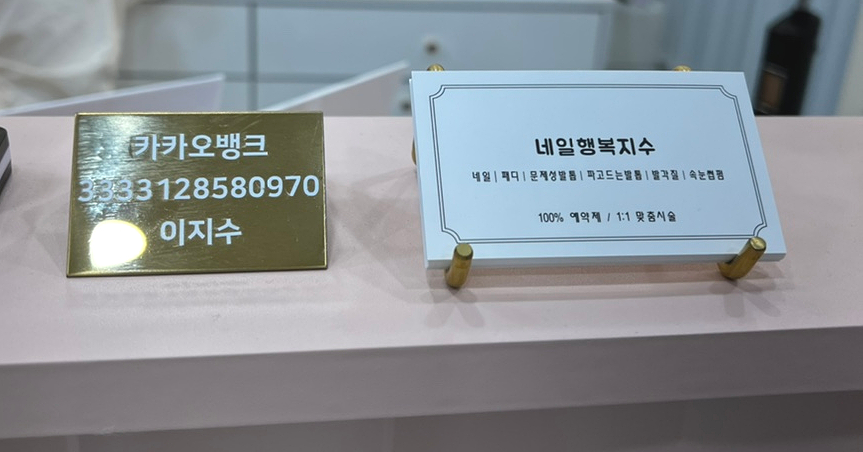 카카오뱅크
3333128580970
이지수
네일행복지수
네일 | 패디 | 문제성발톱 | 파고드는발톱 | 발각질 | 속눈썹펌
100% 예약제 / 1:1 맞춤시술